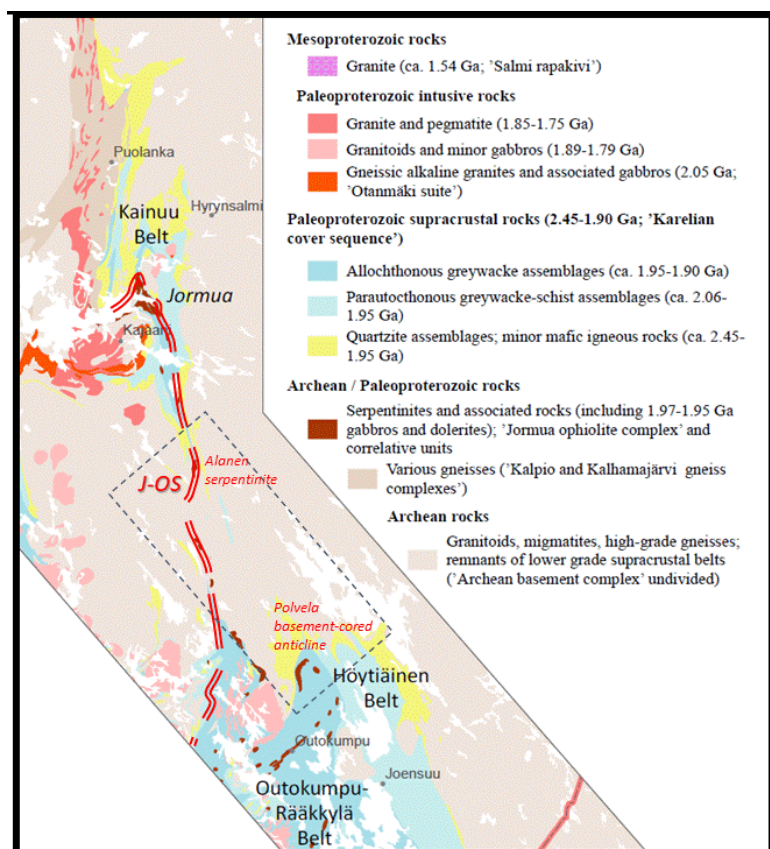 Mesoproterozoic rocks
Granite (ca. 1.54 Ga; 'Salmi rapakivi')
Paleoproterozoic intusive rocks
Granite and pegmatite (1.85-1.75 Ga)
Granitoids and minor gabbros (1.89-1.79 Ga)
Gneissic alkaline granites and associated gabbros (2.05 Ga;
'Otanmäki suite')
Paleoproterozoic supracrustal rocks (2.45-1.90 Ga; 'Karelian
cover sequence')
Allochthonous greywacke assemblages (ca. 1.95-1.90 Ga)
Parautocthonous greywacke-schist assemblages (ca. 2.06-
1.95 Ga)
Quartzite assemblages; minor mafic igneous rocks (ca. 2.45-
1.95 Ga)
Archean / Paleoproterozoic rocks
Serpentinites and associated rocks (including 1.97-1.95 Ga
gabbros and dolerites); 'Jormua ophiolite complex' and
correlative units
Various gneisses ('Kalpio and Kalhamajärvi gneiss
complexes')
Archean rocks
Granitoids, migmatites, high-grade gneisses;
remnants of lower grade supracrustal belts
('Archean basement complex' undivided)
Puolanka
Kainuu
Belt
Hyrynsalmi
Jormua
Kajaani
Alanen
serpentinite
J-OS
Polvela
basement-cored
anticline
Höytiäinen
Belt
Outokumpu
Joensuu
Outokumpu-
Rääkkylä
Belt